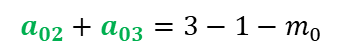 a₀₂ + a₀₃ = 3 − 1 − m₀